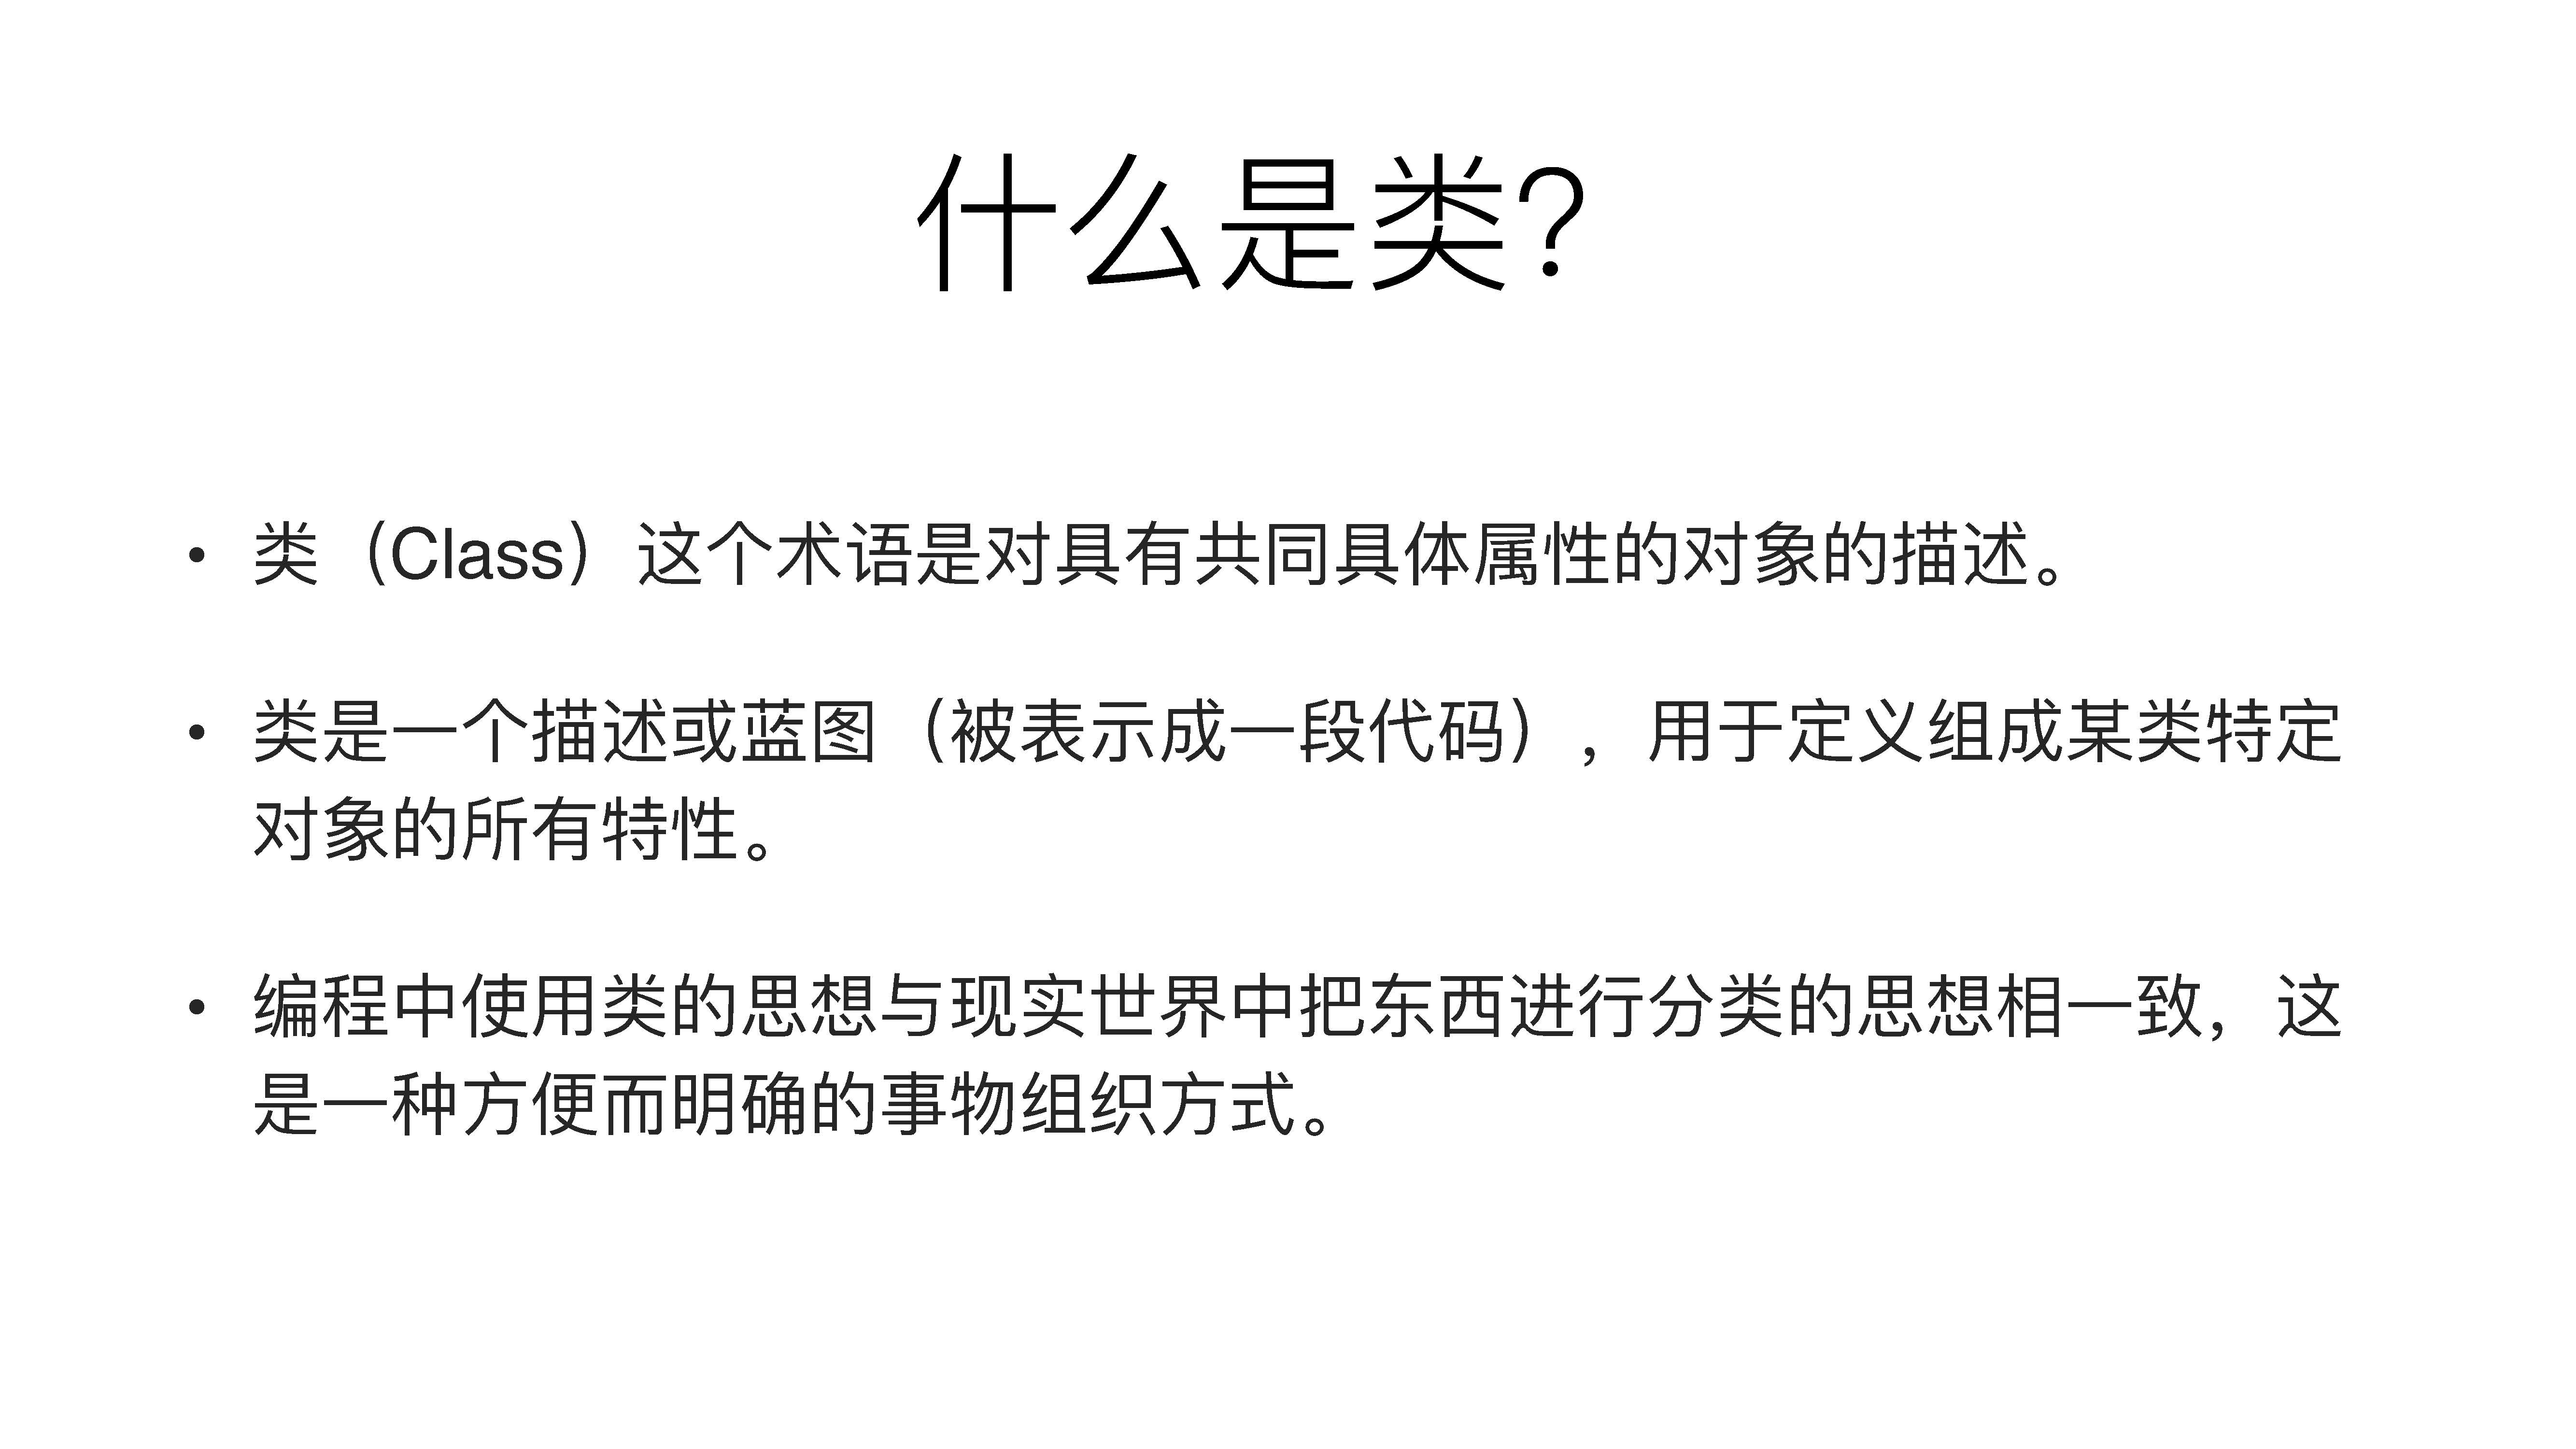 什么是类?
• 类（Class）这个术语是对具有共同具体属性的对象的描述。
• 类是一个描述或蓝图（被表示成一段代码），用于定义组成某类特定
对象的所有特性。
• 编程中使用类的思想与现实世界中把东西进行分类的思想相一致，这
是一种方便而明确的事物组织方式。